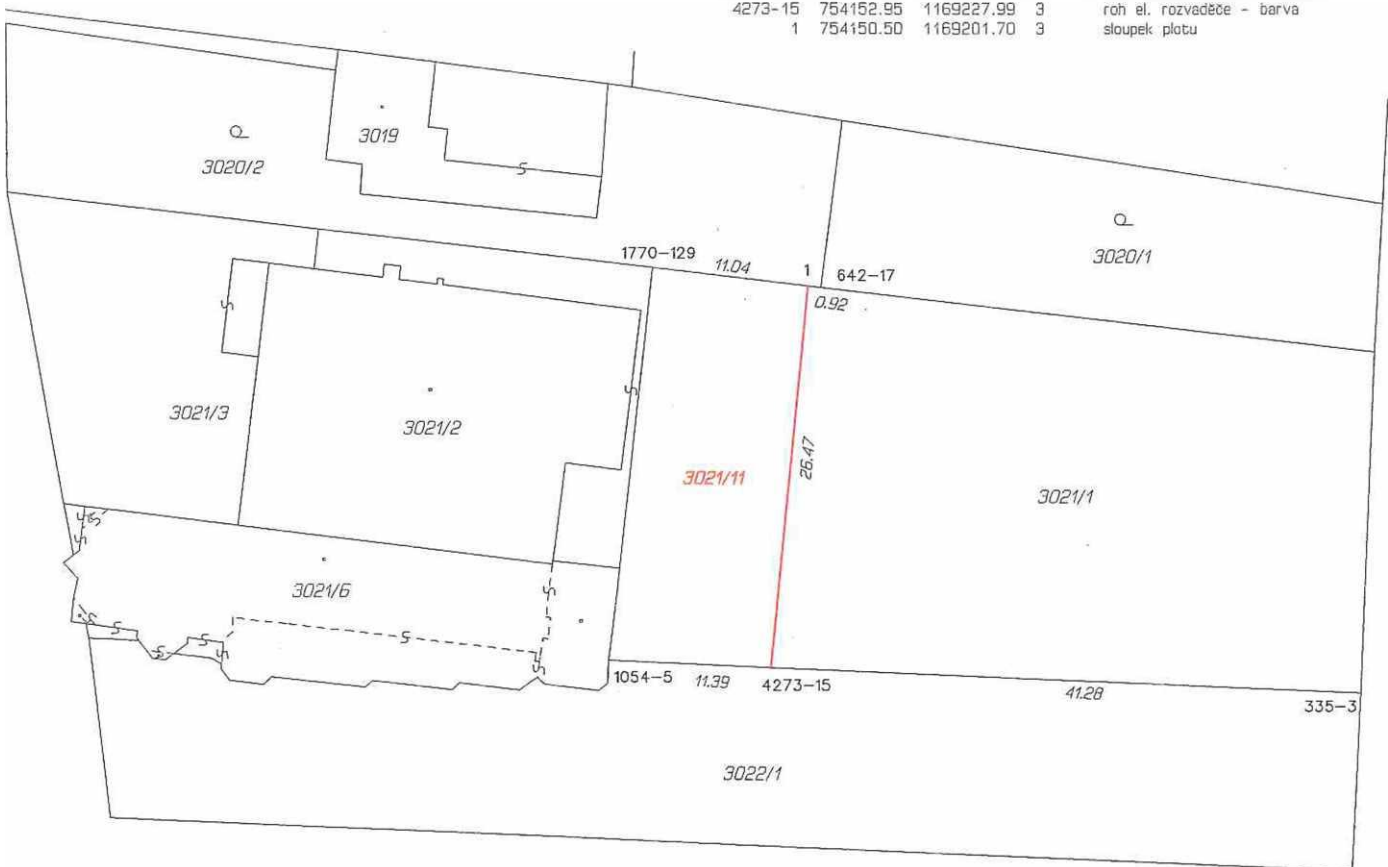 4273-15 754152.95 1169227.99 3 roh el. rozvaděče - barva
1 754150.50 1169201.70 3 sloupek plotu
3019
3020/2
S
3020/1
1770-129 11.04 1 642-17
0.92
S
S
3021/3
3021/2
26.47
3021/11
3021/1
S
S
S
3021/6
S
S
S
S
S
S
S
S
S
1054-5 11.39 4273-15
41.28
335-3
3022/1